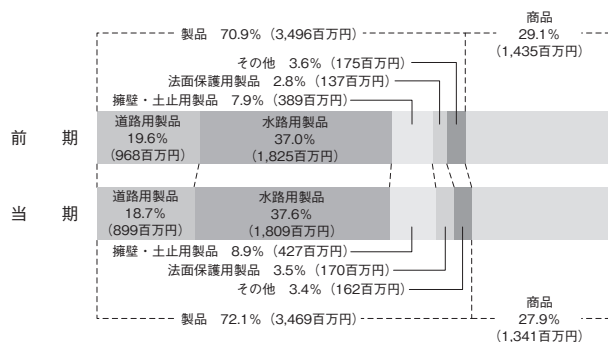 商品
製品 70.9%（3,496百万円）
29.1%
（1,435百万円）
その他 3.6%（175百万円）
法面保護用製品 2.8%（137百万円）
擁壁・土止用製品 7.9%（389百万円）
前 期
道路用製品
19.6%
（968百万円）
水路用製品
37.0%
（1,825百万円）
当 期
道路用製品
18.7%
（899百万円）
水路用製品
37.6%
（1,809百万円）
擁壁・土止用製品 8.9%（427百万円）
法面保護用製品 3.5%（170百万円）
その他 3.4%（162百万円）
商品
製品 72.1%（3,469百万円）
27.9%
（1,341百万円）